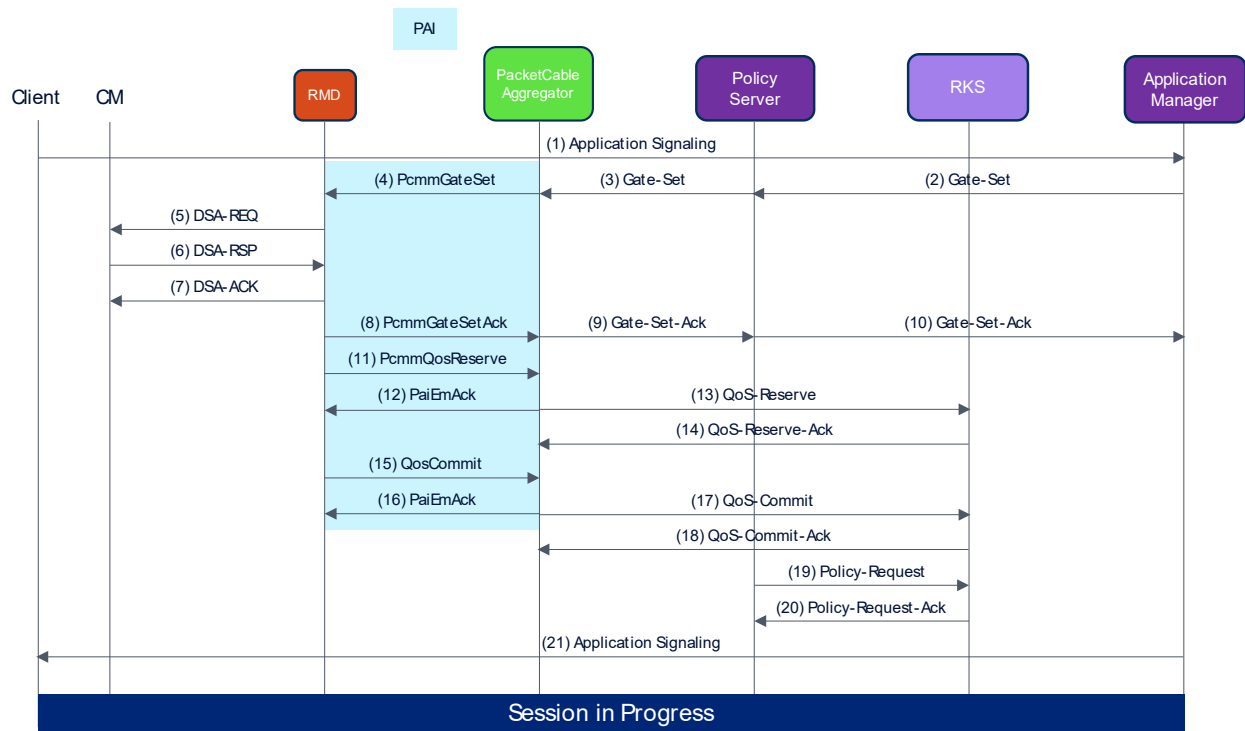 PAI
Client
CM
RMD
PacketCable
Aggregator
Policy
Server
RKS
Application
Manager
(1) Application Signaling
(4) PcmmGateSet
(3) Gate-Set
(2) Gate-Set
(5) DSA-REQ
(6) DSA-RSP
(7) DSA-ACK
(8) PcmmGateSetAck
(9) Gate-Set-Ack
(10) Gate-Set-Ack
(11) PcmmQosReserve
(12) PaiEmAck
(13) QoS-Reserve
(14) QoS-Reserve-Ack
(15) QosCommit
(16) PaiEmAck
(17) QoS-Commit
(18) QoS-Commit-Ack
(19) Policy-Request
(20) Policy-Request-Ack
(21) Application Signaling
Session in Progress